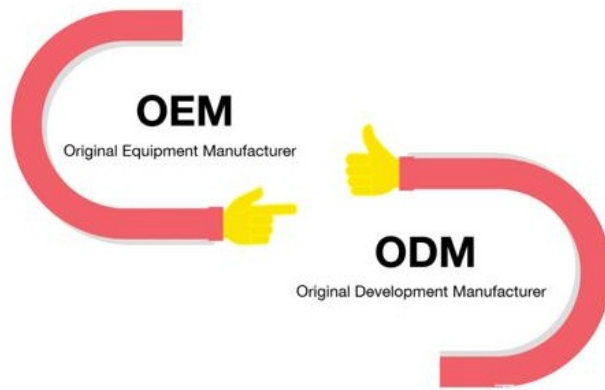 OEM
Original Equipment Manufacturer
ODM
Original Development Manufacturer